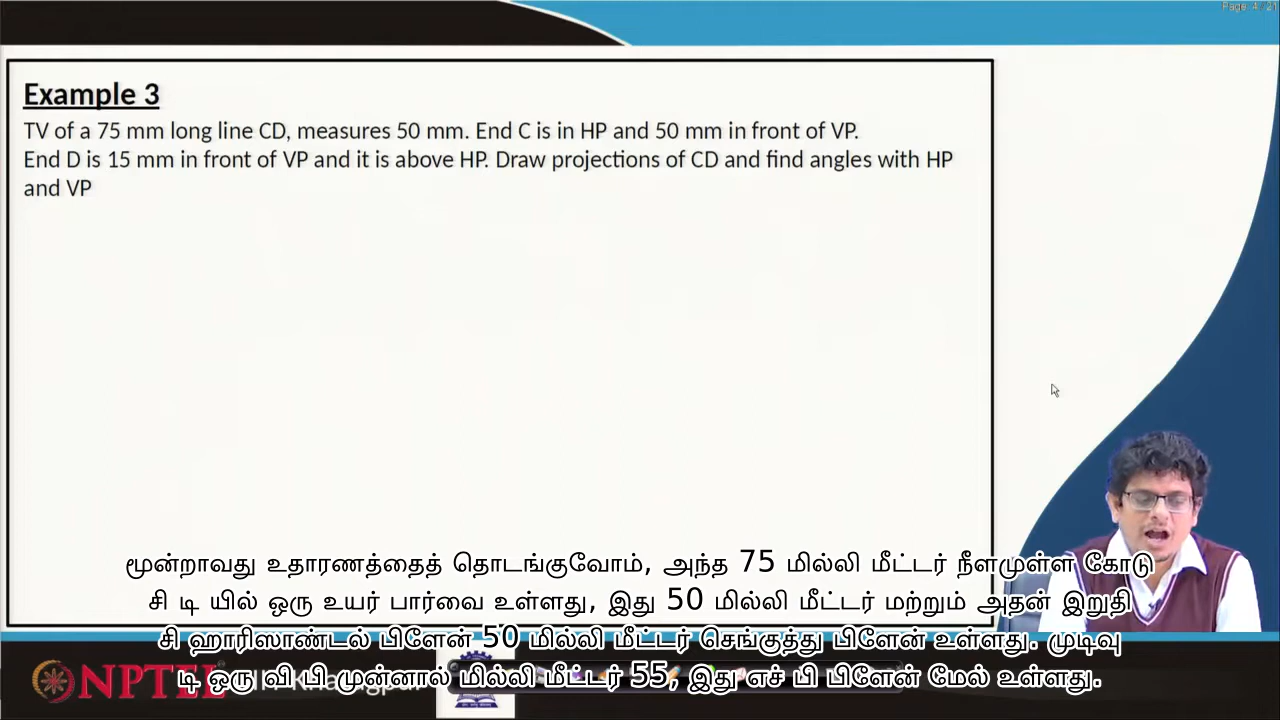 Page: 4 / 21
Example 3
TV of a 75 mm long line CD, measures 50 mm. End C is in HP and 50 mm in front of VP.
End D is 15 mm in front of VP and it is above HP. Draw projections of CD and find angles with HP
and VP
மூன்றாவது உதாரணத்தைத் தொடங்குவோம், அந்த 75 மில்லி மீட்டர் நீளமுள்ள கோடு
சி டி யில் ஒரு உயர் பார்வை உள்ளது, இது 50 மில்லி மீட்டர் மற்றும் அதன் இறுதி
சி ஹாரிஸாண்டல் பிளேன் 50 மில்லி மீட்டர் செங்குத்து பிளேன் உள்ளது. முடிவு
டி ஒரு வி பி முன்னால் மில்லி மீட்டர் 55, இது எச் பி பிளேன் மேல் உள்ளது.
NPTEL